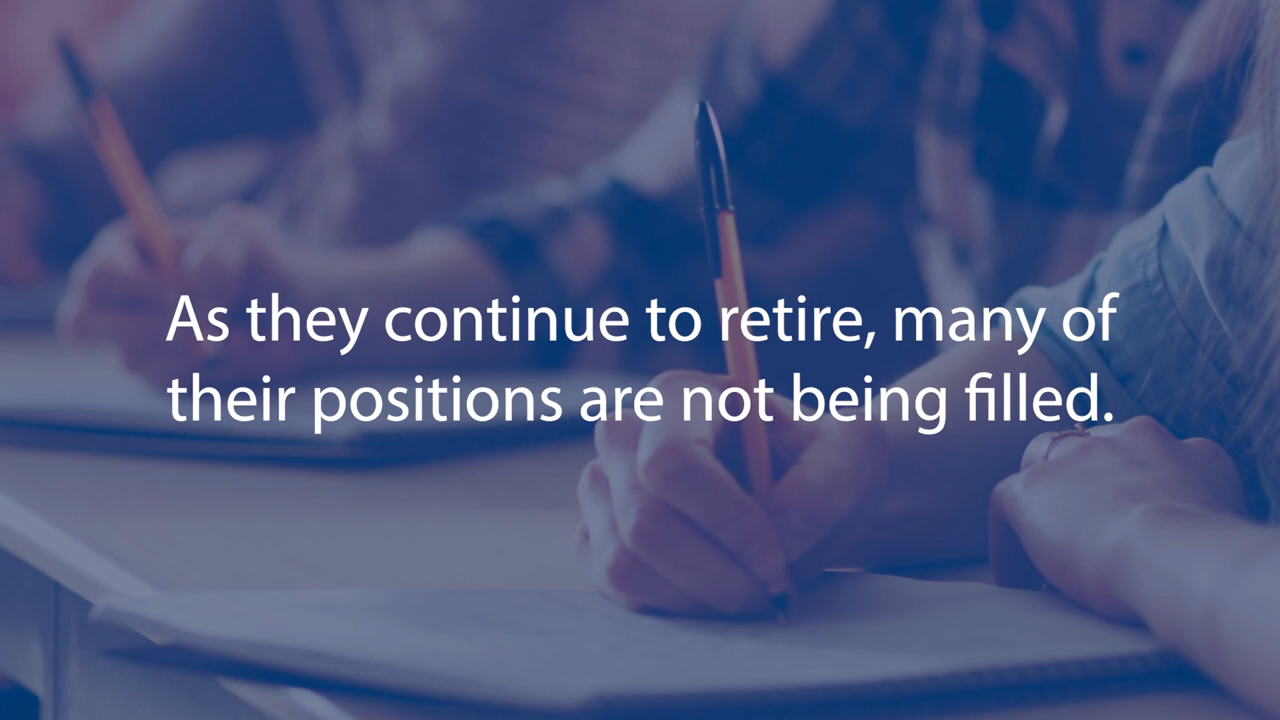 As they continue to retire, many of
their positions are not being filled.